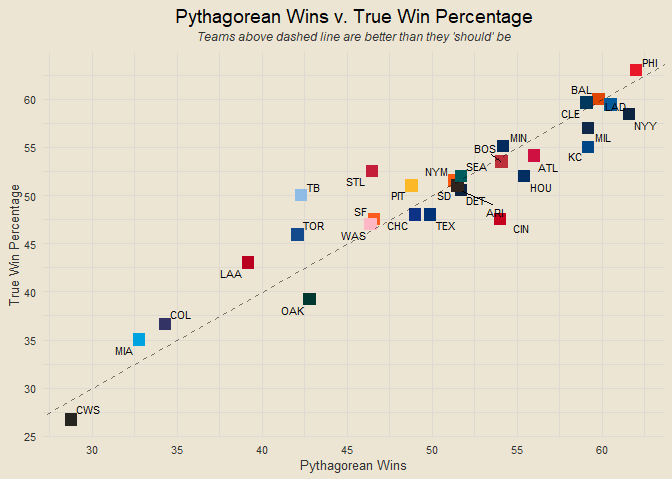 Pythagorean Wins v. True Win Percentage
Teams above dashed line are better than they 'should' be
PHI
BAL
LAD
CLE
NYY
MIN
MIL
BOS
KC
SEA
ATL
NYM
STL
HOU
TB
PIT
SD
DET
ARI
SF
TOR
WAS
CHC
TEX
CIN
LAA
OAK
COL
MIA
CWS
60
55
50
45
40
35
30
25
True Win Percentage
30
35
40
45
50
55
60
Pythagorean Wins